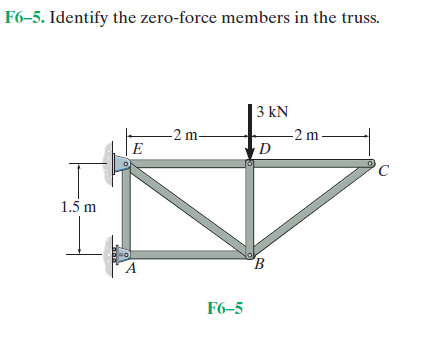 F6–5. Identify the zero-force members in the truss.
3 kN
2 m
2 m
E
D
C
1.5 m
A
B
F6–5